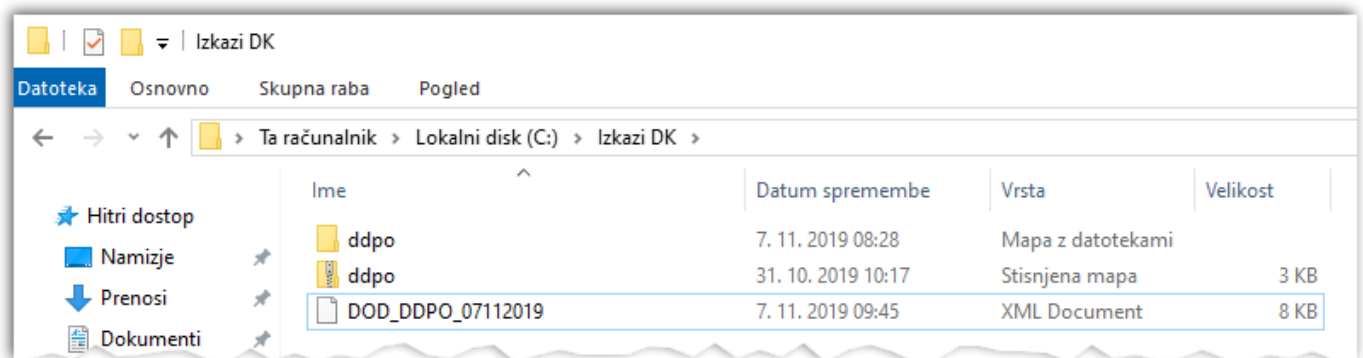 Izkazi DK
Datoteka Osnovno Skupna raba Pogled
Ta računalnik > Lokalni disk (C:) > Izkazi DK >
Ime Datum spremembe Vrsta Velikost
Hitri dostop
ddpo 7. 11. 2019 08:28 Mapa z datotekami
Namizje
ddpo 31. 10. 2019 10:17 Stisnjena mapa 3 KB
Prenosi
DOD_DDPO_07112019 7. 11. 2019 09:45 XML Document 8 KB
Dokumenti